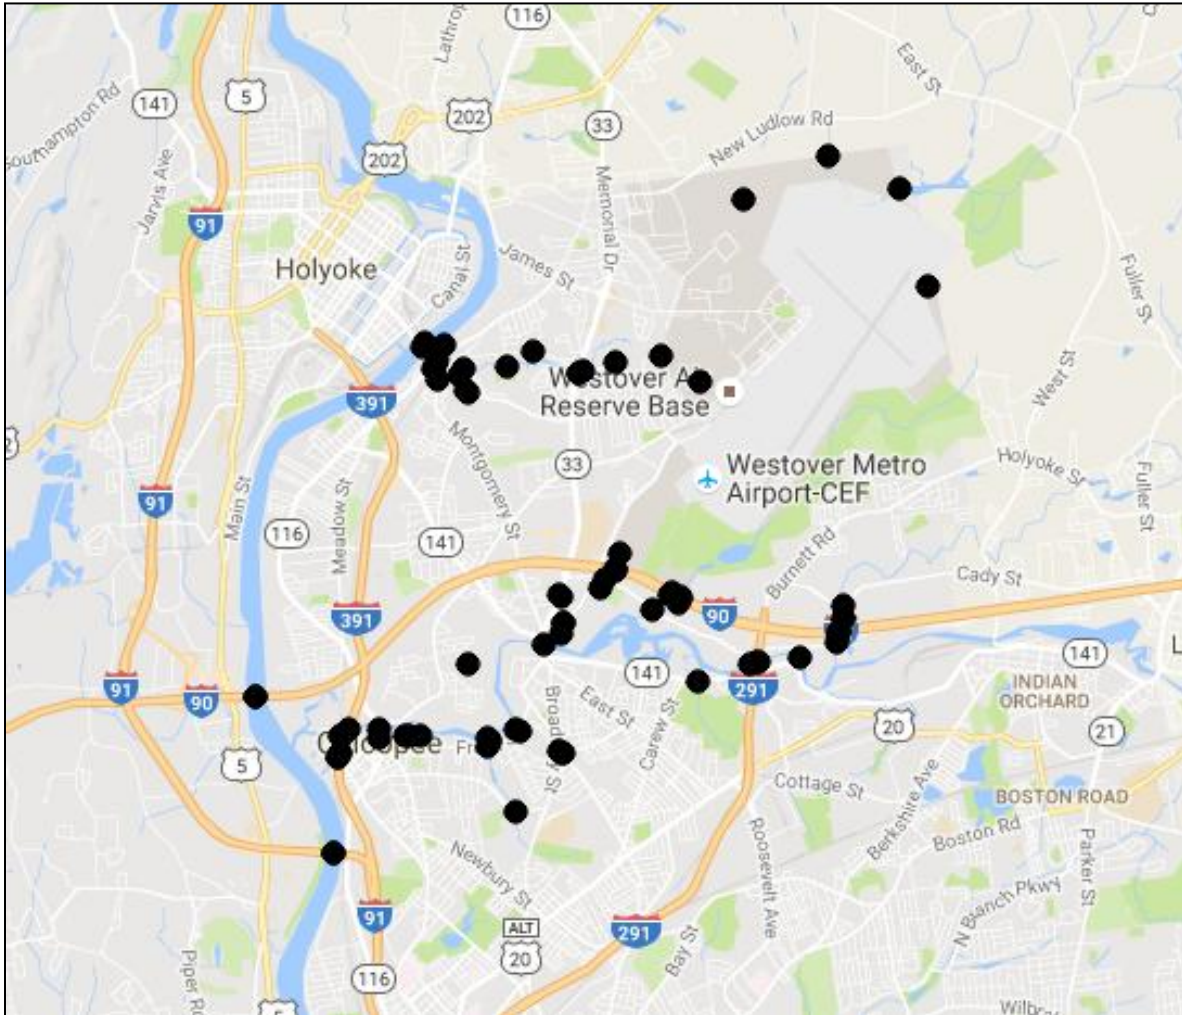 116
Lathrop
East St
5
141
202
33
Southampton Rd
New Ludlow Rd
202
Jarvis Ave
Memorial Dr
91
James St
Holyoke
Canal St
Fuller St
West St
Westover Air
Reserve Base
391
Montgomery St
33
Westover Metro
Airport-CEF
Holyoke St
Fuller St
91
Main St
116
Meadow St
141
Burnett Rd
Cady St
391
90
141
141
91
90
291
INDIAN
ORCHARD
East St
Broadway St
Carew St
20
21
5
Cottage St
Berkshire Ave
BOSTON ROAD
Boston Rd
Parker St
Roosevelt Ave
Newbury St
N Branch Pkwy
91
ALT
20
291
Bay St
116
Piper Rd
5